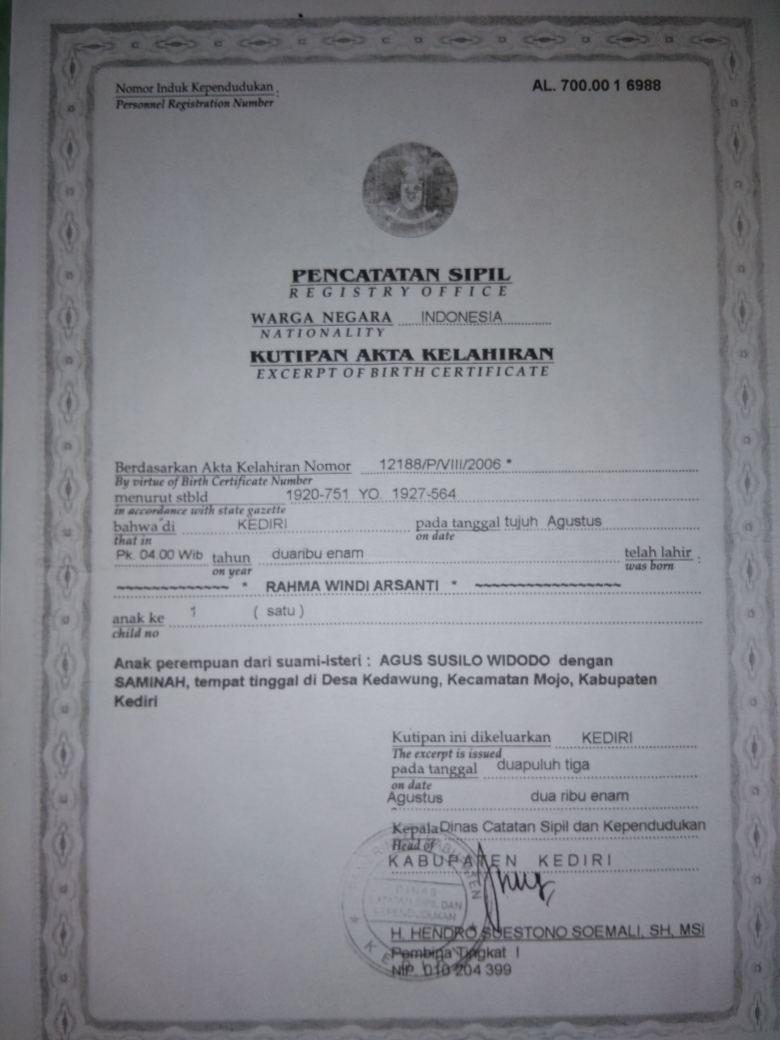 Nomor Induk Kependudukan :
Personnel Registration Number
AL. 700.00 1 6988
PENCATATAN SIPIL
REGISTRY OFFICE
WARGA NEGARA INDONESIA
NATIONALITY
KUTIPAN AKTA KELAHIRAN
EXCERPT OF BIRTH CERTIFICATE
Berdasarkan Akta Kelahiran Nomor 12188/P/VIII/2006 *
By virtue of Birth Certificate Number
menurut stbld 1920-751 YO. 1927-564
in accordance with state gazette
bahwa di KEDIRI pada tanggal tujuh Agustus
that in on date
Pk. 04.00 Wib tahun duaribu enam telah lahir :
on year was born
~~~~~~~~~~~~~ * RAHMA WINDI ARSANTI * ~~~~~~~~~~~~~~~~~
anak ke 1 ( satu )
child no
Anak perempuan dari suami-isteri : AGUS SUSILO WIDODO dengan
SAMINAH, tempat tinggal di Desa Kedawung, Kecamatan Mojo, Kabupaten
Kediri
Kutipan ini dikeluarkan KEDIRI
The excerpt is issued
pada tanggal duapuluh tiga
on date
Agustus dua ribu enam
Kepala Dinas Catatan Sipil dan Kependudukan
Head of
KABUPATEN KEDIRI
DINAS
CATATAN SIPIL DAN
KEPENDUDUKAN
KEDIRI
H. HENDRO SUESTONO SOEMALI, SH, MSi
Pembina Tingkat I
NIP. 010 204 399